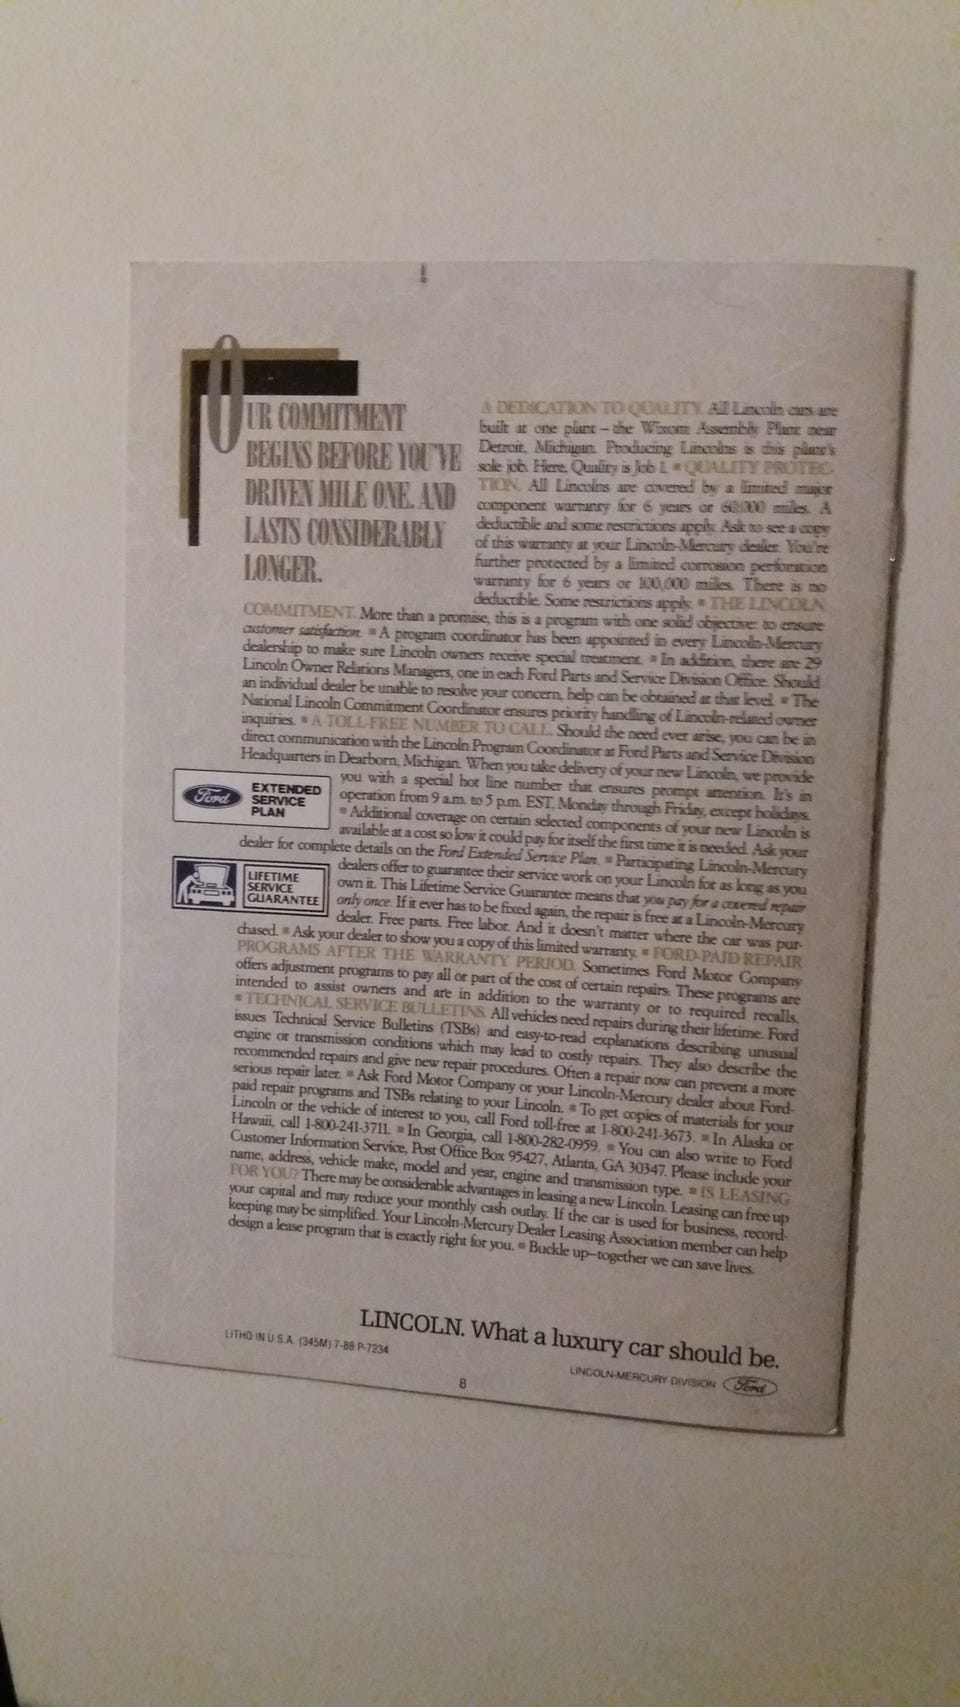 OUR COMMITMENT
BEGINS BEFORE YOU'VE
DRIVEN MILE ONE. AND
LASTS CONSIDERABLY
LONGER.
A DEDICATION TO QUALITY. All Lincoln cars are
built at one plant – the Wixom Assembly Plant near
Detroit, Michigan. Producing Lincolns is this plant's
sole job. Here, Quality is Job 1. ■ QUALITY PROTEC-
TION. All Lincolns are covered by a limited major
component warranty for 6 years or 60,000 miles. A
deductible and some restrictions apply. Ask to see a copy
of this warranty at your Lincoln-Mercury dealer. You're
further protected by a limited corrosion perforation
warranty for 6 years or 100,000 miles. There is no
deductible. Some restrictions apply. ■ THE LINCOLN
COMMITMENT. More than a promise, this is a program with one solid objective: to ensure
customer satisfaction. ■ A program coordinator has been appointed in every Lincoln-Mercury
dealership to make sure Lincoln owners receive special treatment. ■ In addition, there are 29
Lincoln Owner Relations Managers, one in each Ford Parts and Service Division Office. Should
an individual dealer be unable to resolve your concern, help can be obtained at that level. ■ The
National Lincoln Commitment Coordinator ensures priority handling of Lincoln-related owner
inquiries. ■ A TOLL-FREE NUMBER TO CALL. Should the need ever arise, you can be in
direct communication with the Lincoln Program Coordinator at Ford Parts and Service Division
Headquarters in Dearborn, Michigan. When you take delivery of your new Lincoln, we provide
you with a special hot line number that ensures prompt attention. It's in
operation from 9 a.m. to 5 p.m. EST, Monday through Friday, except holidays.
■ Additional coverage on certain selected components of your new Lincoln is
available at a cost so low it could pay for itself the first time it is needed. Ask your
dealer for complete details on the Ford Extended Service Plan. ■ Participating Lincoln-Mercury
dealers offer to guarantee their service work on your Lincoln for as long as you
own it. This Lifetime Service Guarantee means that you pay for a covered repair
only once. If it ever has to be fixed again, the repair is free at a Lincoln-Mercury
dealer. Free parts. Free labor. And it doesn't matter where the car was pur-
chased. ■ Ask your dealer to show you a copy of this limited warranty. ■ FORD-PAID REPAIR
PROGRAMS AFTER THE WARRANTY PERIOD. Sometimes Ford Motor Company
offers adjustment programs to pay all or part of the cost of certain repairs. These programs are
intended to assist owners and are in addition to the warranty or to required recalls.
■ TECHNICAL SERVICE BULLETINS. All vehicles need repairs during their lifetime. Ford
issues Technical Service Bulletins (TSBs) and easy-to-read explanations describing unusual
engine or transmission conditions which may lead to costly repairs. They also describe the
recommended repairs and give new repair procedures. Often a repair now can prevent a more
serious repair later. ■ Ask Ford Motor Company or your Lincoln-Mercury dealer about Ford-
paid repair programs and TSBs relating to your Lincoln. ■ To get copies of materials for your
Lincoln or the vehicle of interest to you, call Ford toll-free at 1-800-241-3673. ■ In Alaska or
Hawaii, call 1-800-241-3711. ■ In Georgia, call 1-800-282-0959. ■ You can also write to Ford
Customer Information Service, Post Office Box 95427, Atlanta, GA 30347. Please include your
name, address, vehicle make, model and year, engine and transmission type. ■ IS LEASING
FOR YOU? There may be considerable advantages in leasing a new Lincoln. Leasing can free up
your capital and may reduce your monthly cash outlay. If the car is used for business, record-
keeping may be simplified. Your Lincoln-Mercury Dealer Leasing Association member can help
design a lease program that is exactly right for you. ■ Buckle up–together we can save lives.
Ford EXTENDED
SERVICE
PLAN
LIFETIME
SERVICE
GUARANTEE
LINCOLN. What a luxury car should be.
LITHO IN U.S.A. (345M) 7-88 P-7234
LINCOLN-MERCURY DIVISION Ford
8